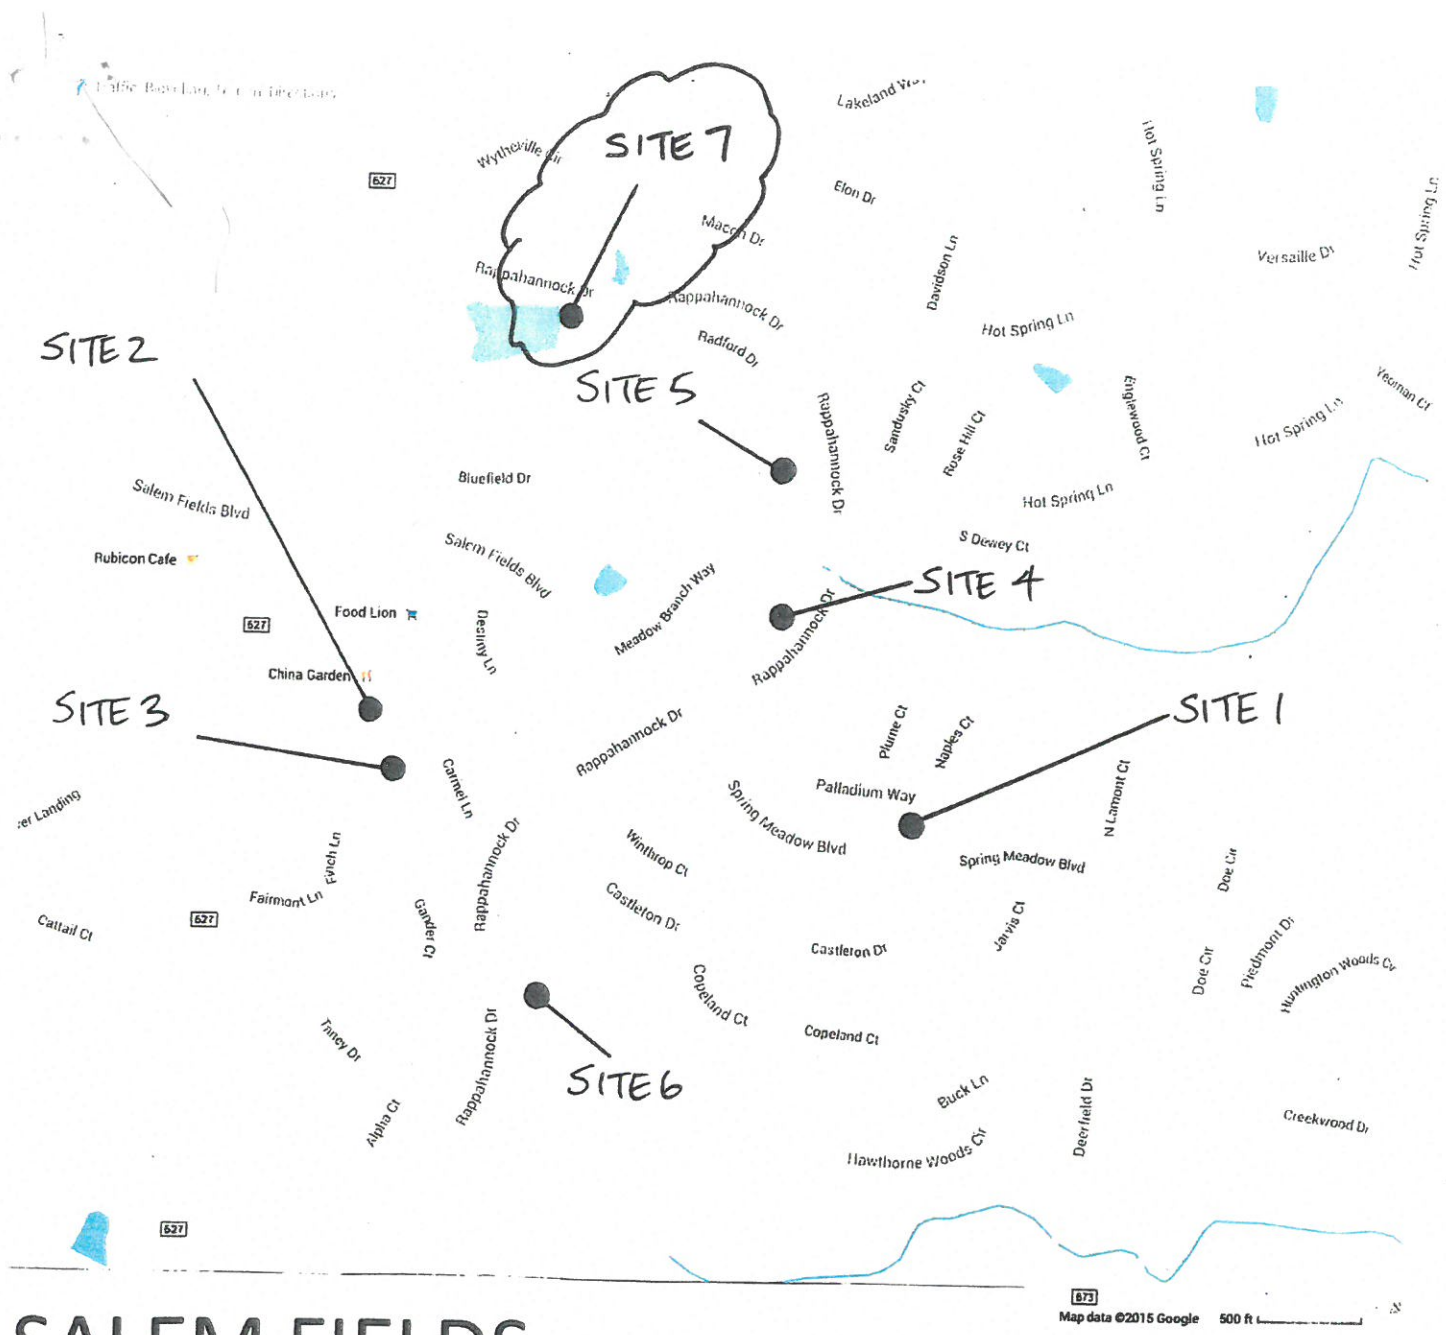 Lakeland
Wytheville Cir
SITE 7
627
Elon Dr
Hot Spring Ln
Hot Spring Ln
Macon Dr
Davidson Ln
Versaille Dr
Rappahannock Dr
Rappahannock Dr
Hot Spring Ln
SITE 2
Radford Dr
SITE 5
Sandusky Ct
Rose Hill Ct
Englewood Ct
Yeoman Ct
Hot Spring Ln
Rappahannock Dr
Bluefield Dr
Salem Fields Blvd
Hot Spring Ln
Rubicon Cafe
Salem Fields Blvd
S Dewey Ct
Food Lion
627
Destiny Ln
Meadow Branch Way
SITE 4
Rappahannock Dr
China Garden
SITE 3
SITE 1
Rappahannock Dr
Plume Ct
Naples Ct
Carmel Ln
Palladium Way
N Lamont Ct
er Landing
Spring Meadow Blvd
Finch Ln
Rappahannock Dr
Winthrop Ct
Spring Meadow Blvd
Doe Cir
Fairmont Ln
627
Castleton Dr
Cattail Ct
Gander Ct
Jarvis Ct
Castleton Dr
Piedmont Dr
Doe Cir
Huntington Woods Cv
Copeland Ct
Copeland Ct
Taney Dr
Rappahannock Dr
SITE 6
Buck Ln
Deerfield Dr
Alpha Ct
Creekwood Dr
Hawthorne Woods Cir
627
673
Map data ©2015 Google 500 ft
SALEM FIELDS